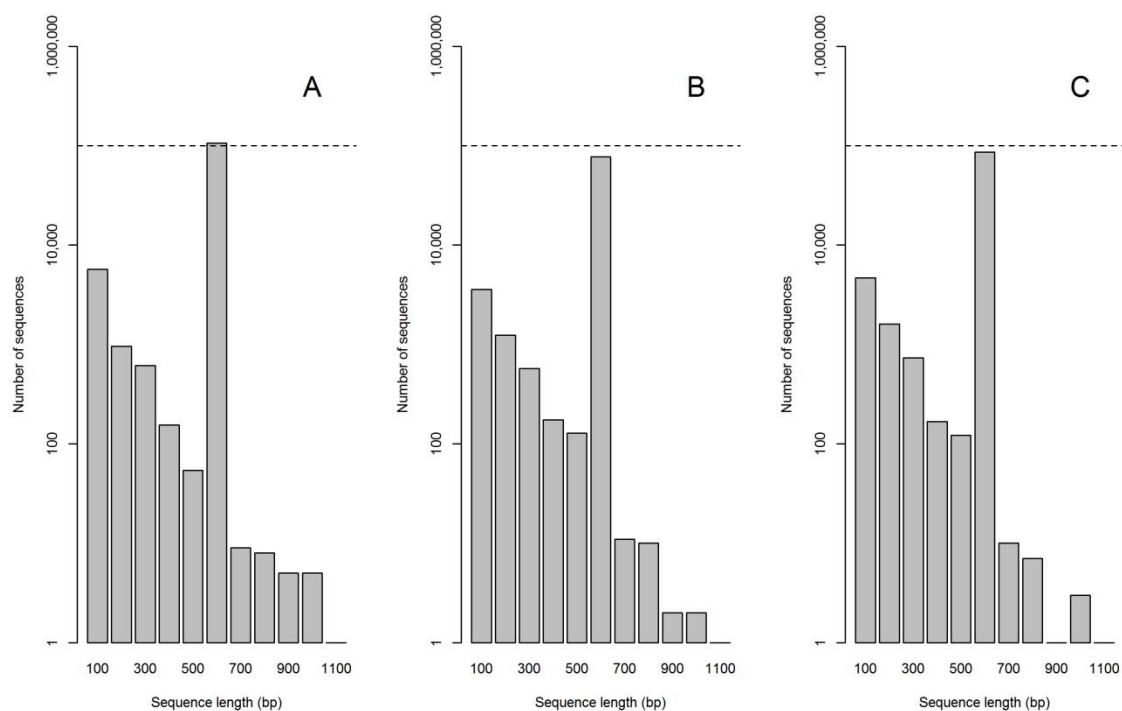 A
1,000,000
10,000
100
1
Number of sequences
100 300 500 700 900 1100
Sequence length (bp)
B
1,000,000
10,000
100
1
Number of sequences
100 300 500 700 900 1100
Sequence length (bp)
C
1,000,000
10,000
100
1
Number of sequences
100 300 500 700 900 1100
Sequence length (bp)